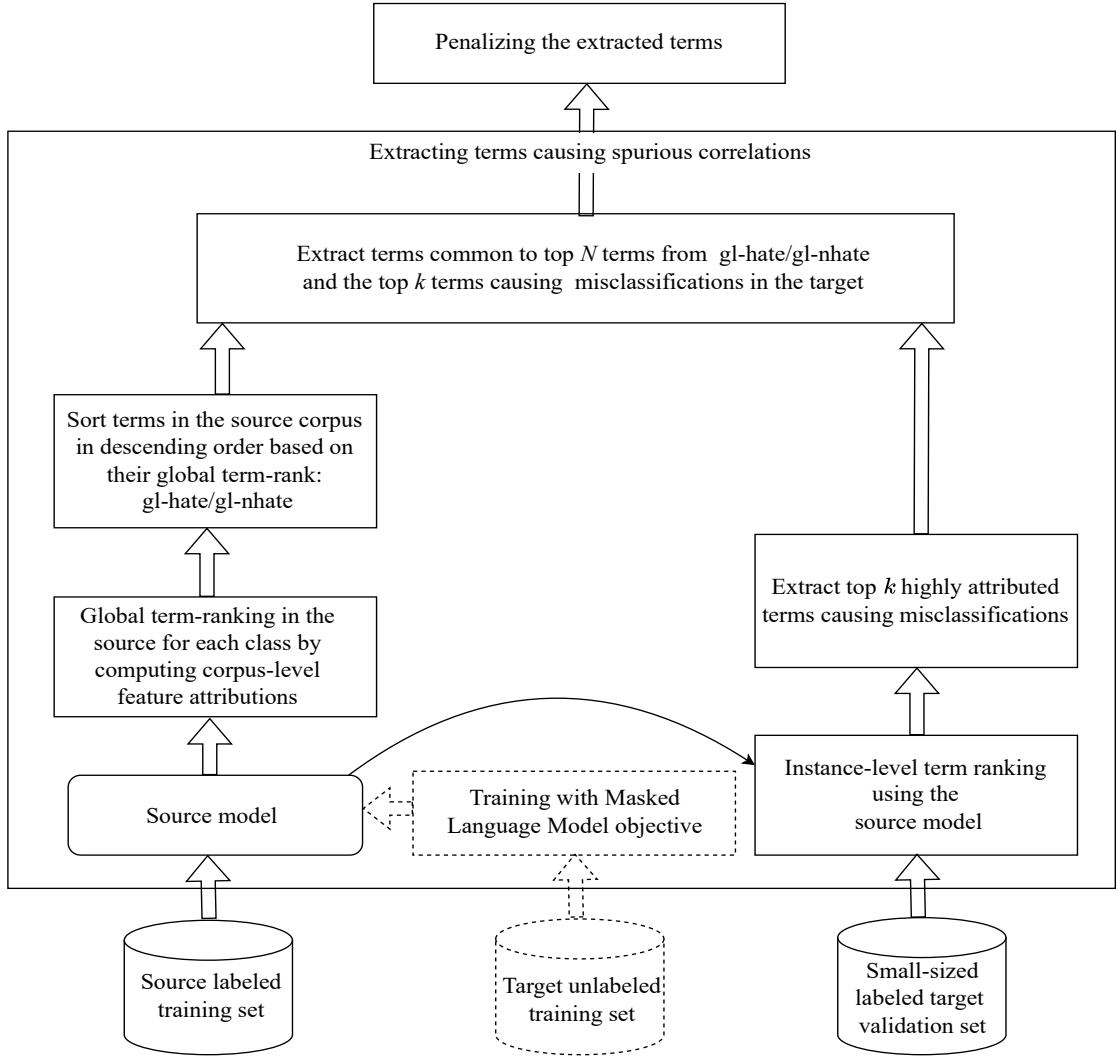 Penalizing the extracted terms
Extracting terms causing spurious correlations
Extract terms common to top N terms from gl-hate/gl-nhate
and the top k terms causing misclassifications in the target
Sort terms in the source corpus
in descending order based on
their global term-rank:
gl-hate/gl-nhate
Extract top k highly attributed
terms causing misclassifications
Global term-ranking in the
source for each class by
computing corpus-level
feature attributions
Source model
Training with Masked
Language Model objective
Instance-level term ranking
using the
source model
Source labeled
training set
Target unlabeled
training set
Small-sized
labeled target
validation set